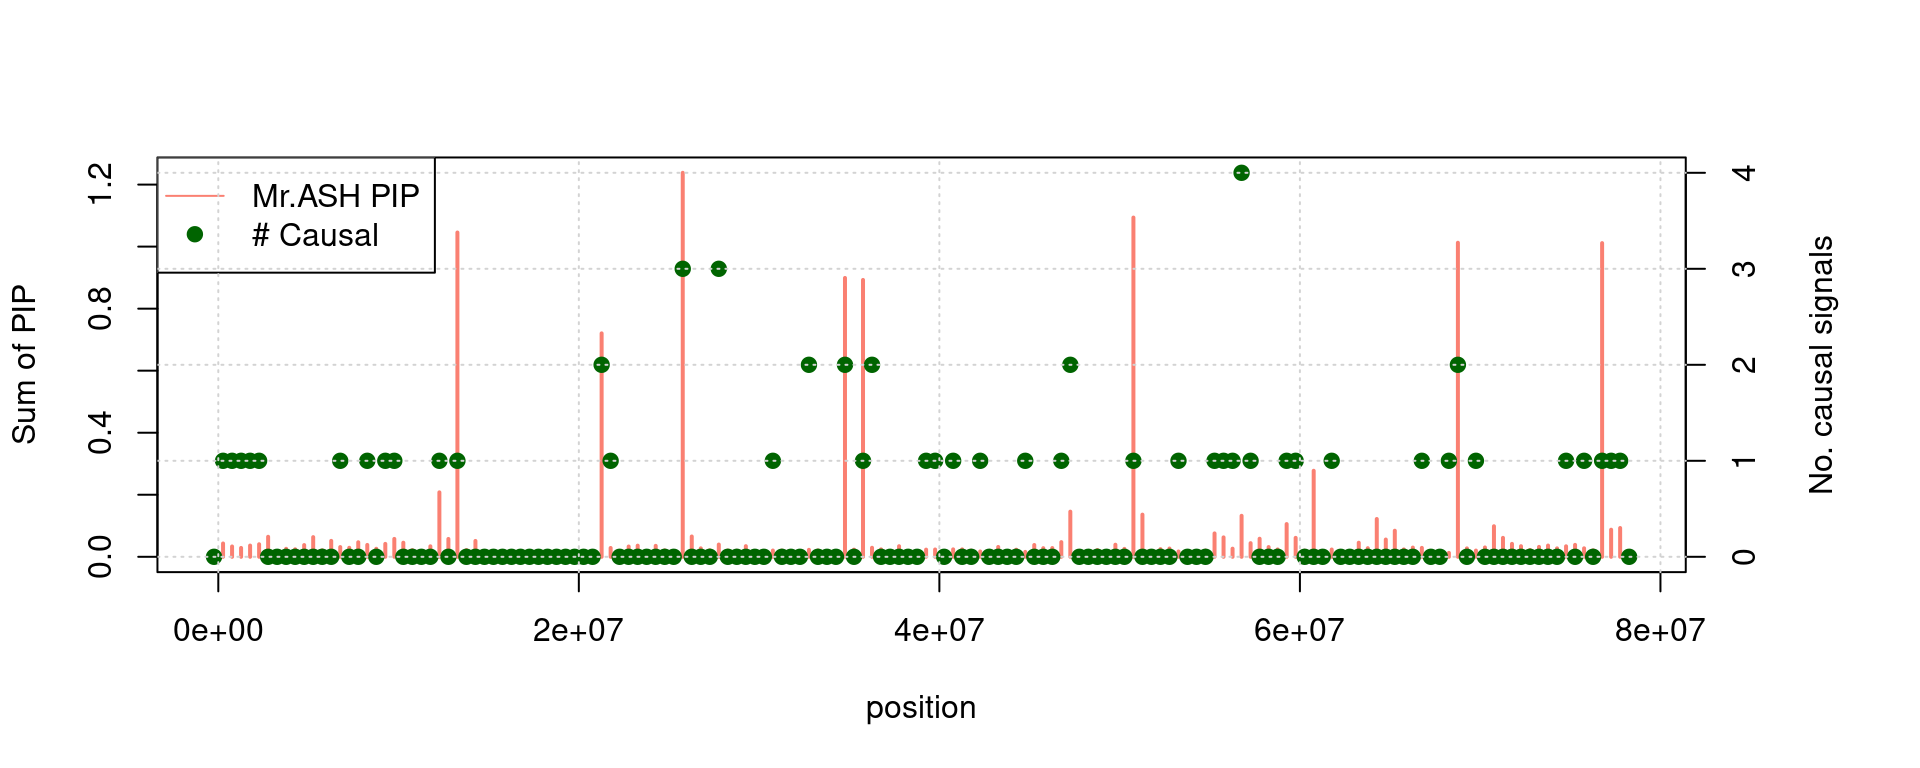 Mr.ASH PIP
# Causal
Sum of PIP
0.0
0.4
0.8
1.2
No. causal signals
0
1
2
3
4
0e+00 2e+07 4e+07 6e+07 8e+07
position